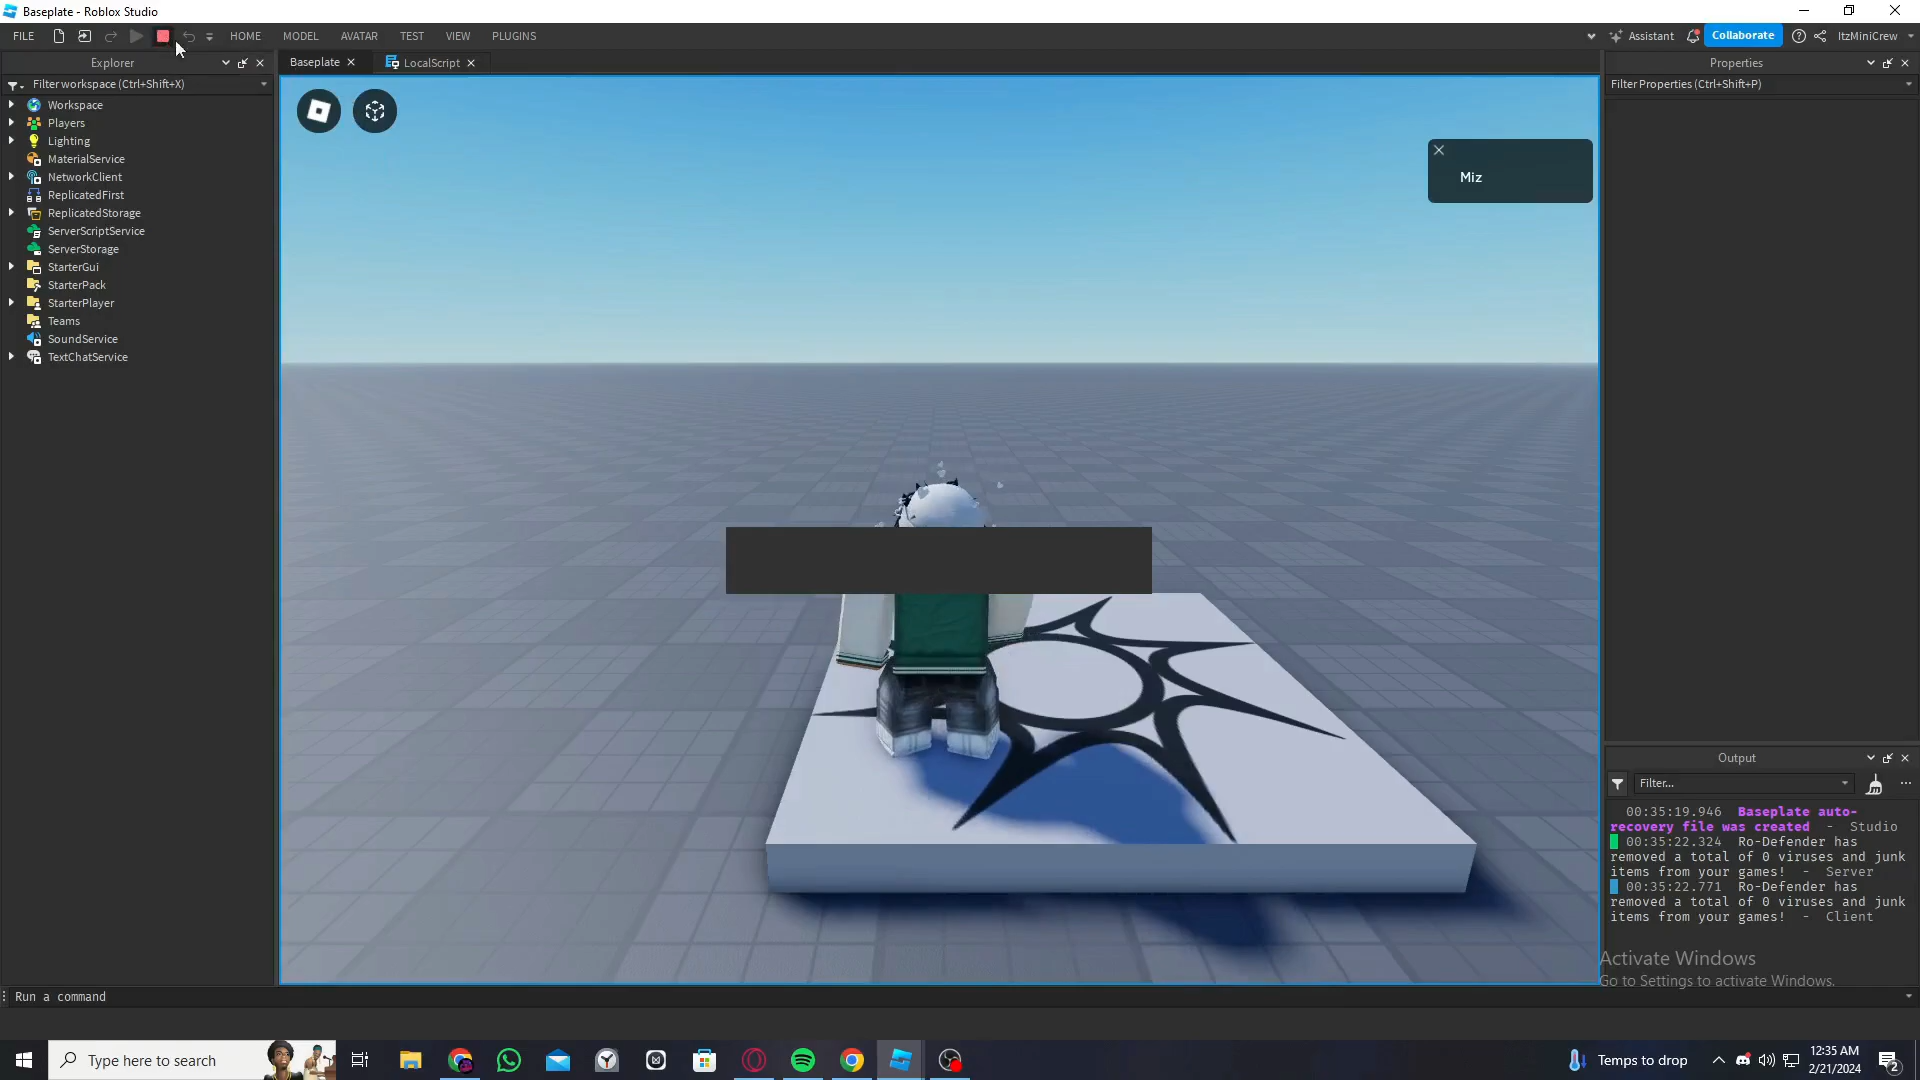 Baseplate - Roblox Studio
FILE HOME MODEL AVATAR TEST VIEW PLUGINS Assistant Collaborate ItzMiniCrew
Explorer
Baseplate LocalScript
Properties
Filter workspace (Ctrl+Shift+X)
Filter Properties (Ctrl+Shift+P)
Workspace
Players
Lighting
MaterialService
NetworkClient
ReplicatedFirst
ReplicatedStorage
ServerScriptService
ServerStorage
StarterGui
StarterPack
StarterPlayer
Teams
SoundService
TextChatService
Miz
Output
Filter...
00:35:19.946 Baseplate auto-
recovery file was created - Studio
00:35:22.324 Ro-Defender has
removed a total of 0 viruses and junk
items from your games! - Server
00:35:22.771 Ro-Defender has
removed a total of 0 viruses and junk
items from your games! - Client
Activate Windows
Go to Settings to activate Windows.
Run a command
Type here to search
Temps to drop
12:35 AM
2/21/2024
2